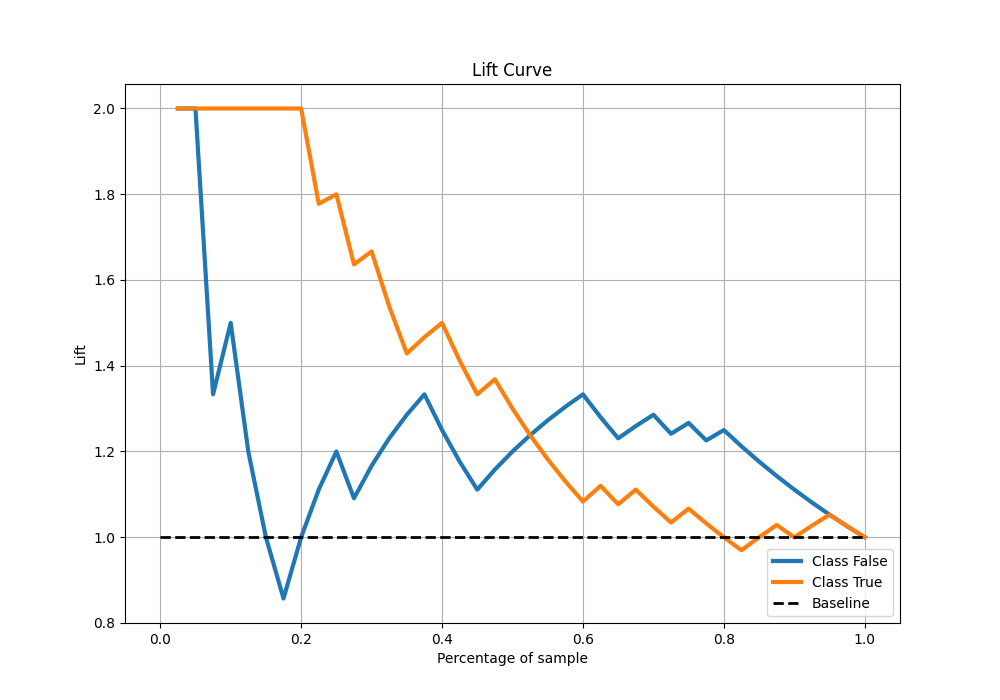 Lift Curve
2.0
1.8
1.6
1.4
1.2
1.0
0.8
Lift
0.0 0.2 0.4 0.6 0.8 1.0
Percentage of sample
Class False
Class True
Baseline